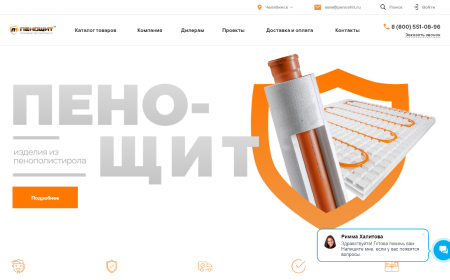 Челябинск
sale@penoshit.ru
Поиск
Войти
ПЕНОЩИТ
Каталог товаров
Компания
Дилерам
Проекты
Доставка и оплата
Контакты
8 (800) 551-06-96
Заказать звонок
ПЕНО-
ЩИТ
изделия из
пенополистирола
Подробнее
Римма Халитова
Здравствуйте! Готова помочь вам.
Напишите мне, если у вас появятся
вопросы.